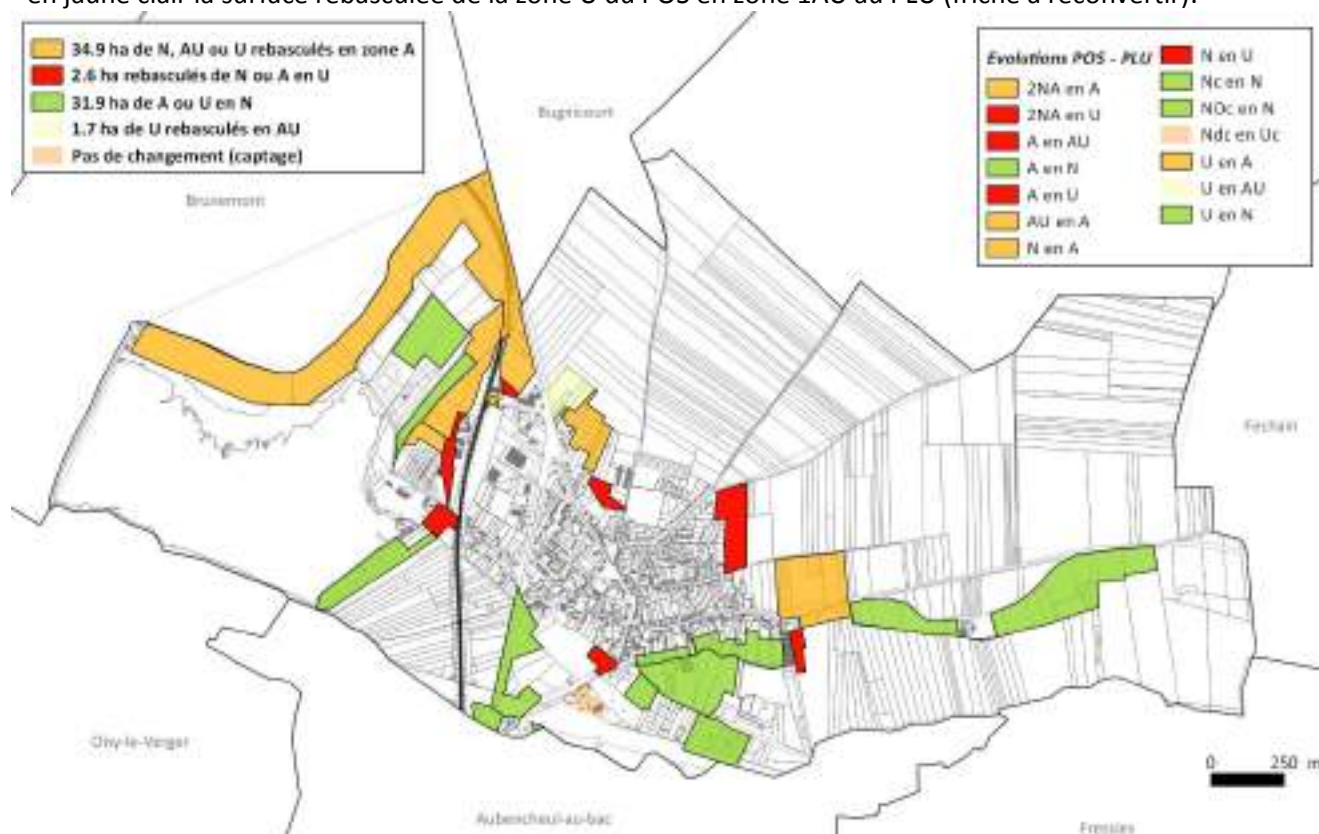 en jaune clair la surface rebasculée de la zone U du POS en zone 1AU du PLU (friche à reconvertir).
34.9 ha de N, AU ou U rebasculés en zone A
2.6 ha rebasculés de N ou A en U
31.9 ha de A ou U en N
1.7 ha de U rebasculés en AU
Pas de changement (captage)
Evolutions POS - PLU
2NA en A
2NA en U
A en AU
A en N
A en U
AU en A
N en A
N en U
Nc en N
NDc en N
Ndc en Uc
U en A
U en AU
U en N
Bugnicourt
Brunemont
Féchain
Oisy-le-Verger
Aubencheul-au-bac
Fressies
0 250 m